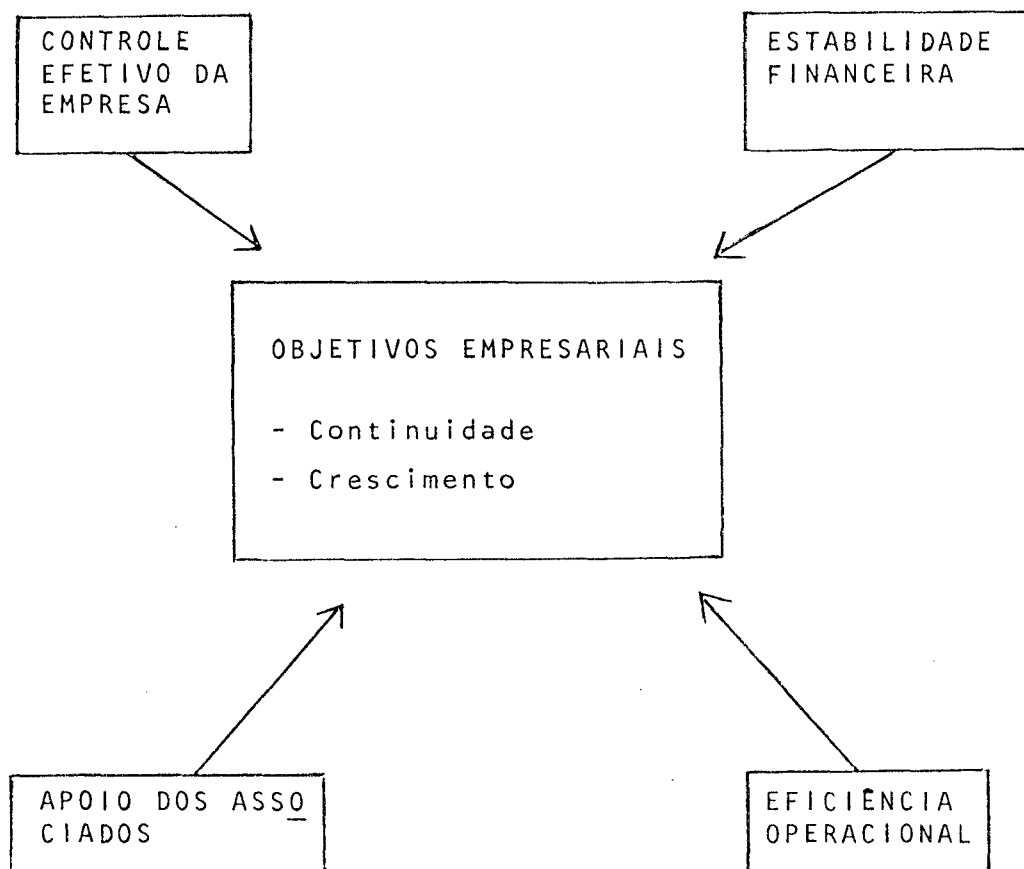 CONTROLE
EFETIVO DA
EMPRESA
ESTABILIDADE
FINANCEIRA
OBJETIVOS EMPRESARIAIS
- Continuidade
- Crescimento
APOIO DOS ASSO
CIADOS
EFICIÊNCIA
OPERACIONAL